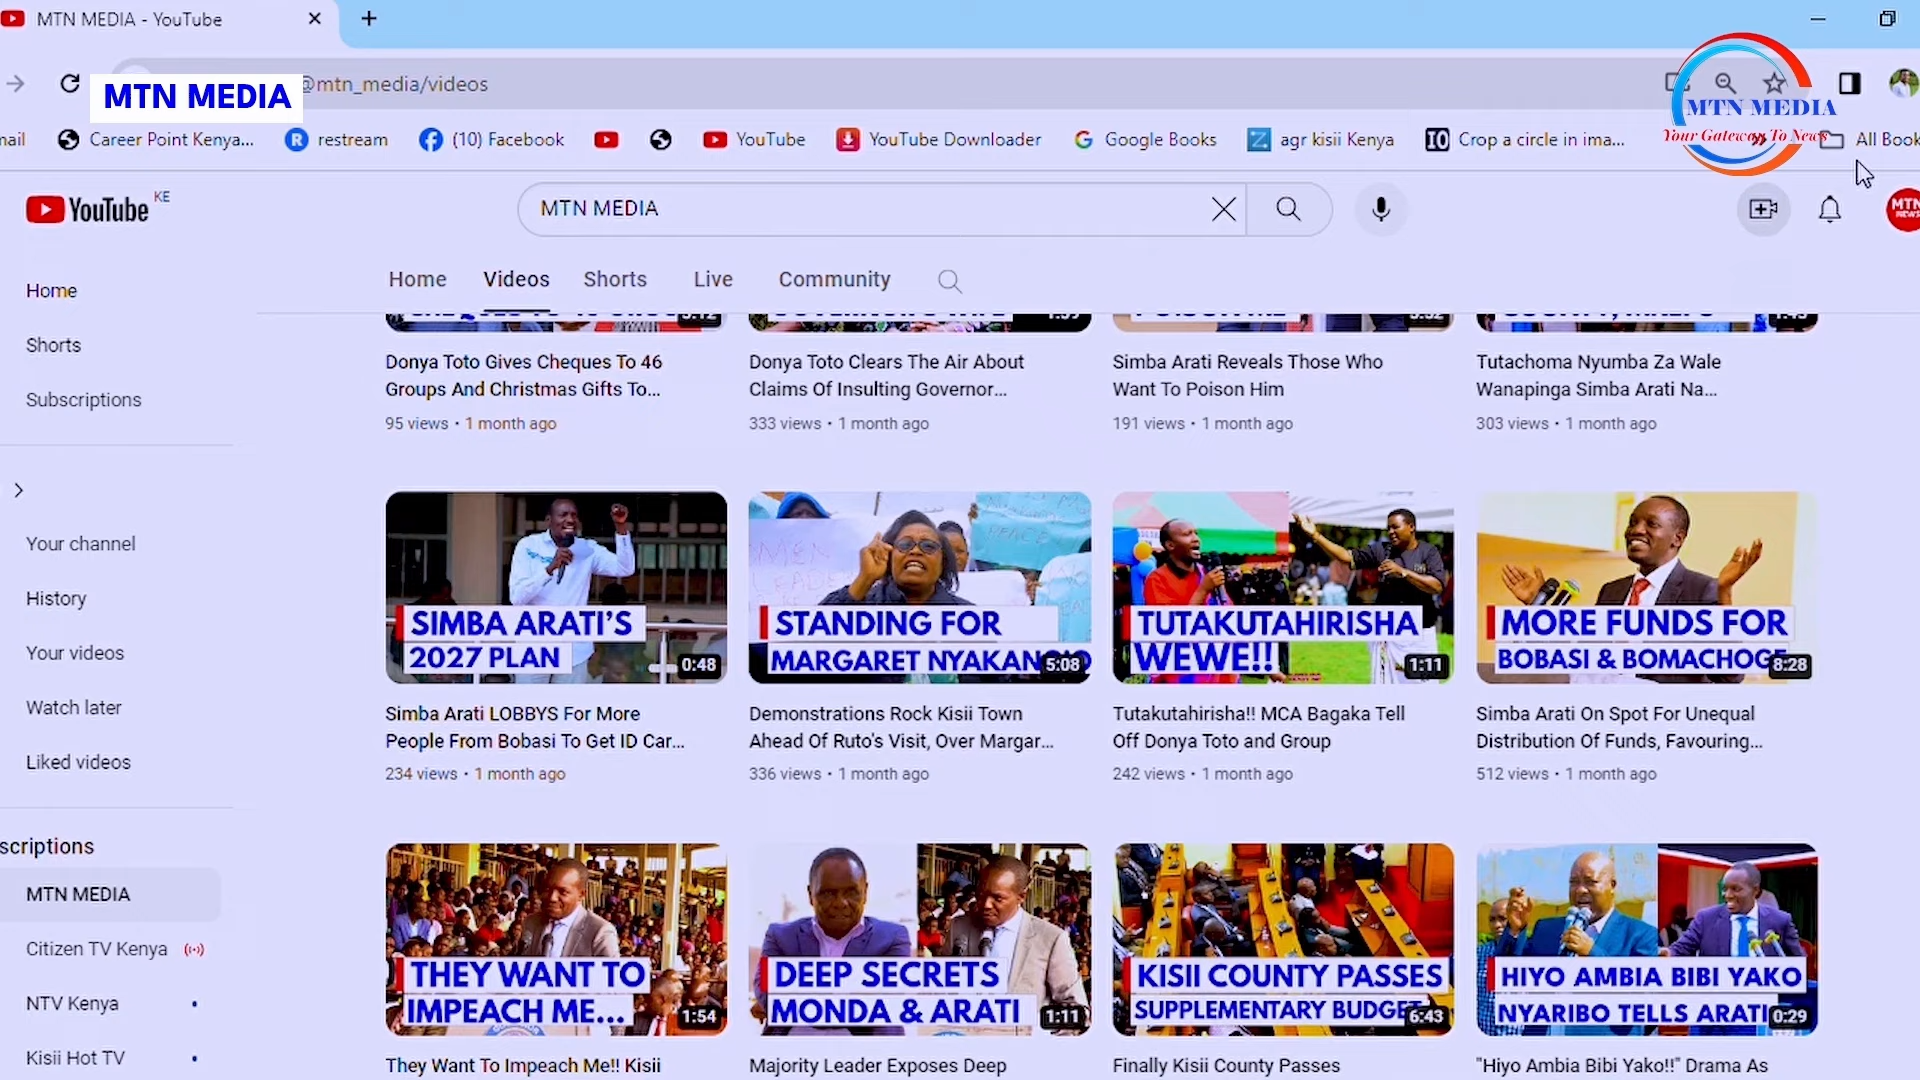 MTN MEDIA - YouTube
MTN MEDIA
@mtn_media/videos
MTN MEDIA
Your Gateway To News
Career Point Kenya...
restream
(10) Facebook
YouTube
YouTube Downloader
Google Books
agr kisii Kenya
Crop a circle in ima...
All Book
YouTube KE
MTN MEDIA
MTN
NEWS
Home
Videos
Shorts
Live
Community
Home
Shorts
Subscriptions
Your channel
History
Your videos
Watch later
Liked videos
scriptions
MTN MEDIA
Citizen TV Kenya
NTV Kenya
Kisii Hot TV
Donya Toto Gives Cheques To 46
Groups And Christmas Gifts To...
95 views • 1 month ago
Donya Toto Clears The Air About
Claims Of Insulting Governor...
333 views • 1 month ago
Simba Arati Reveals Those Who
Want To Poison Him
191 views • 1 month ago
Tutachoma Nyumba Za Wale
Wanapinga Simba Arati Na...
303 views • 1 month ago
SIMBA ARATI'S
2027 PLAN
0:48
Simba Arati LOBBYS For More
People From Bobasi To Get ID Car...
234 views • 1 month ago
STANDING FOR
MARGARET
5:08
Demonstrations Rock Kisii Town
Ahead Of Ruto's Visit, Over Margar...
336 views • 1 month ago
TUTAKUTAHIRISHA
WEWE!!
1:11
Tutakutahirisha!! MCA Bagaka Tell
Off Donya Toto and Group
242 views • 1 month ago
MORE FUNDS FOR
BOBASI & BOMACHOGE
8:28
Simba Arati On Spot For Unequal
Distribution Of Funds, Favouring...
512 views • 1 month ago
THEY WANT TO
IMPEACH ME...
1:54
They Want To Impeach Me!! Kisii
DEEP SECRETS
MONDA & ARATI
1:11
Majority Leader Exposes Deep
KISII COUNTY PASSES
SUPPLEMENTARY BUDGE
6:43
Finally Kisii County Passes
HIYO AMBIA BIBI YAKO
NYARIBO TELLS ARATI
0:29
"Hiyo Ambia Bibi Yako!!" Drama As